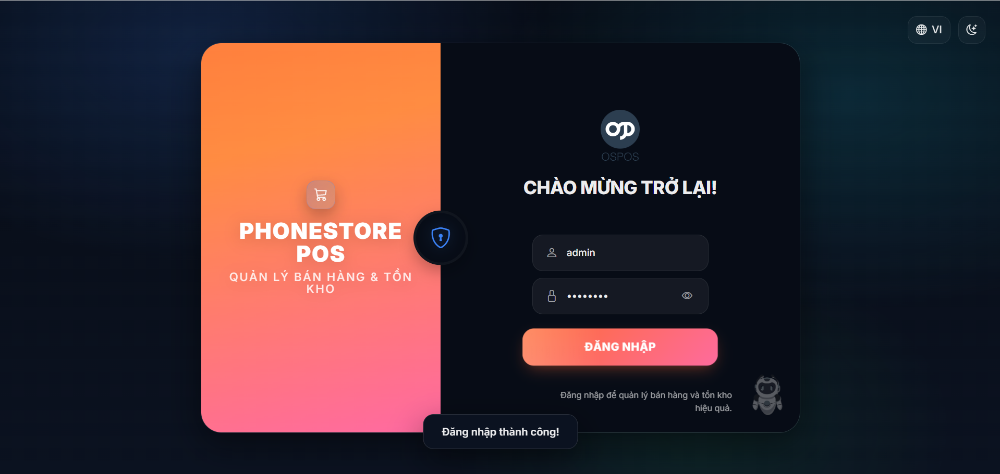 VI
PHONESTORE
POS
QUẢN LÝ BÁN HÀNG & TỒN
KHO
OSPOS
CHÀO MỪNG TRỞ LẠI!
admin
••••••••
ĐĂNG NHẬP
Đăng nhập để quản lý bán hàng và tồn kho
hiệu quả.
Đăng nhập thành công!